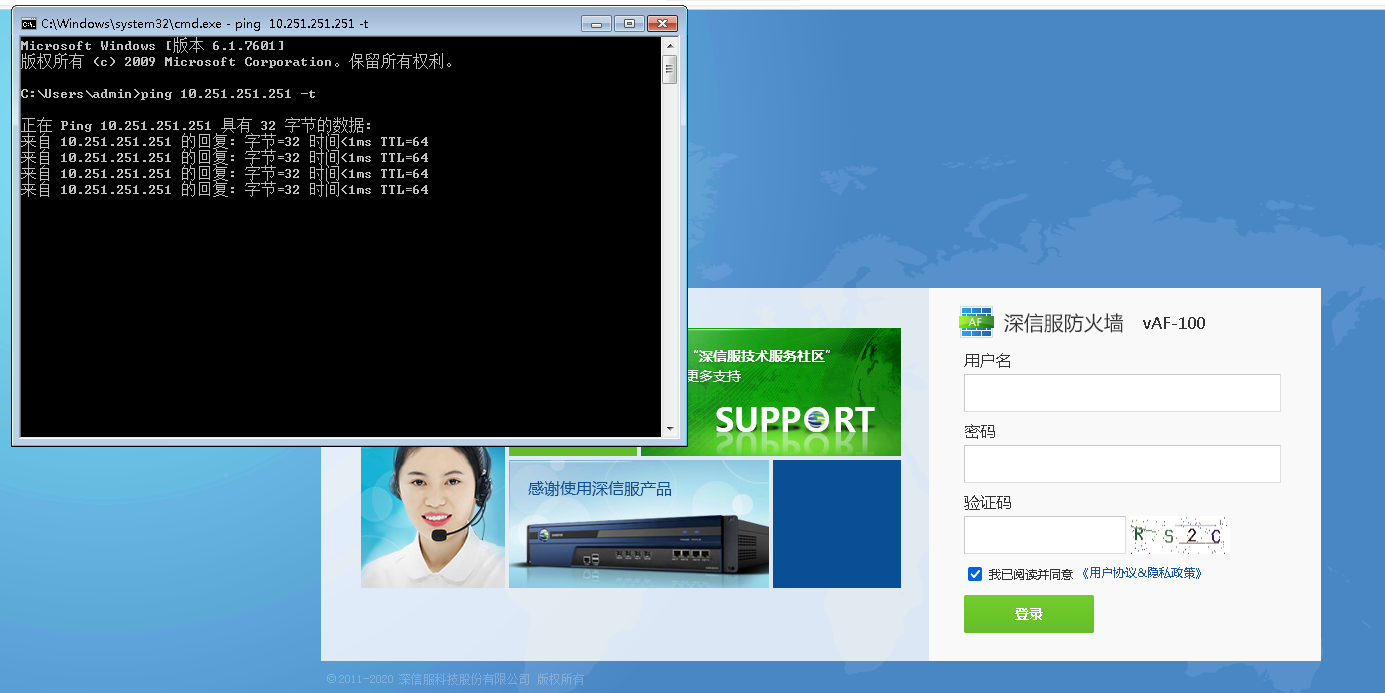 C:\Windows\system32\cmd.exe - ping 10.251.251.251 -t
Microsoft Windows [版本 6.1.7601]
版权所有 (c) 2009 Microsoft Corporation。保留所有权利。
C:\Users\admin>ping 10.251.251.251 -t
正在 Ping 10.251.251.251 具有 32 字节的数据:
来自 10.251.251.251 的回复: 字节=32 时间<1ms TTL=64
来自 10.251.251.251 的回复: 字节=32 时间<1ms TTL=64
来自 10.251.251.251 的回复: 字节=32 时间<1ms TTL=64
来自 10.251.251.251 的回复: 字节=32 时间<1ms TTL=64
“深信服技术服务社区”
更多支持
SUPPORT
感谢使用深信服产品
AF 深信服防火墙 vAF-100
用户名
密码
验证码
R S 2 C
我已阅读并同意 《用户协议&隐私政策》
登录
©2011-2020 深信服科技股份有限公司 版权所有